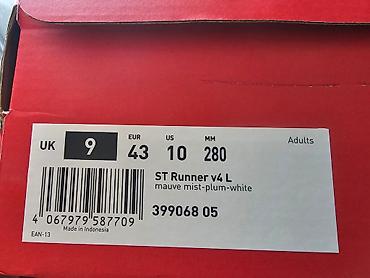 UK 9 EUR 43 US 10 MM 280 Adults
ST Runner v4 L
mauve mist-plum-white
399068 05
4 067979 587709
Made in Indonesia
EAN-13